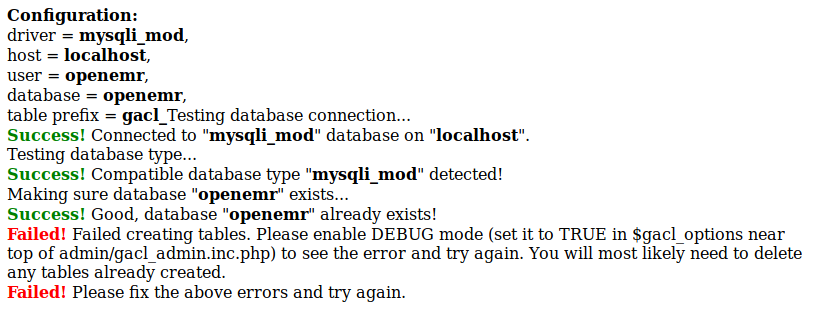 Configuration:
driver = mysqli_mod,
host = localhost,
user = openemr,
database = openemr,
table prefix = gacl_Testing database connection...
Success! Connected to "mysqli_mod" database on "localhost".
Testing database type...
Success! Compatible database type "mysqli_mod" detected!
Making sure database "openemr" exists...
Success! Good, database "openemr" already exists!
Failed! Failed creating tables. Please enable DEBUG mode (set it to TRUE in $gacl_options near
top of admin/gacl_admin.inc.php) to see the error and try again. You will most likely need to delete
any tables already created.
Failed! Please fix the above errors and try again.